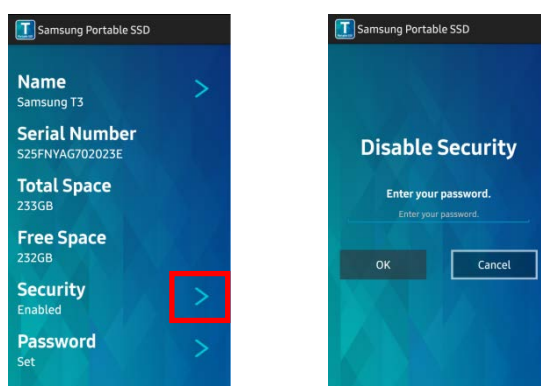 Samsung Portable SSD
Name
Samsung T3
Serial Number
S25FNYAG702023E
Total Space
233GB
Free Space
232GB
Security
Enabled
Password
Set
Samsung Portable SSD
Disable Security
Enter your password.
Enter your password.
OK Cancel